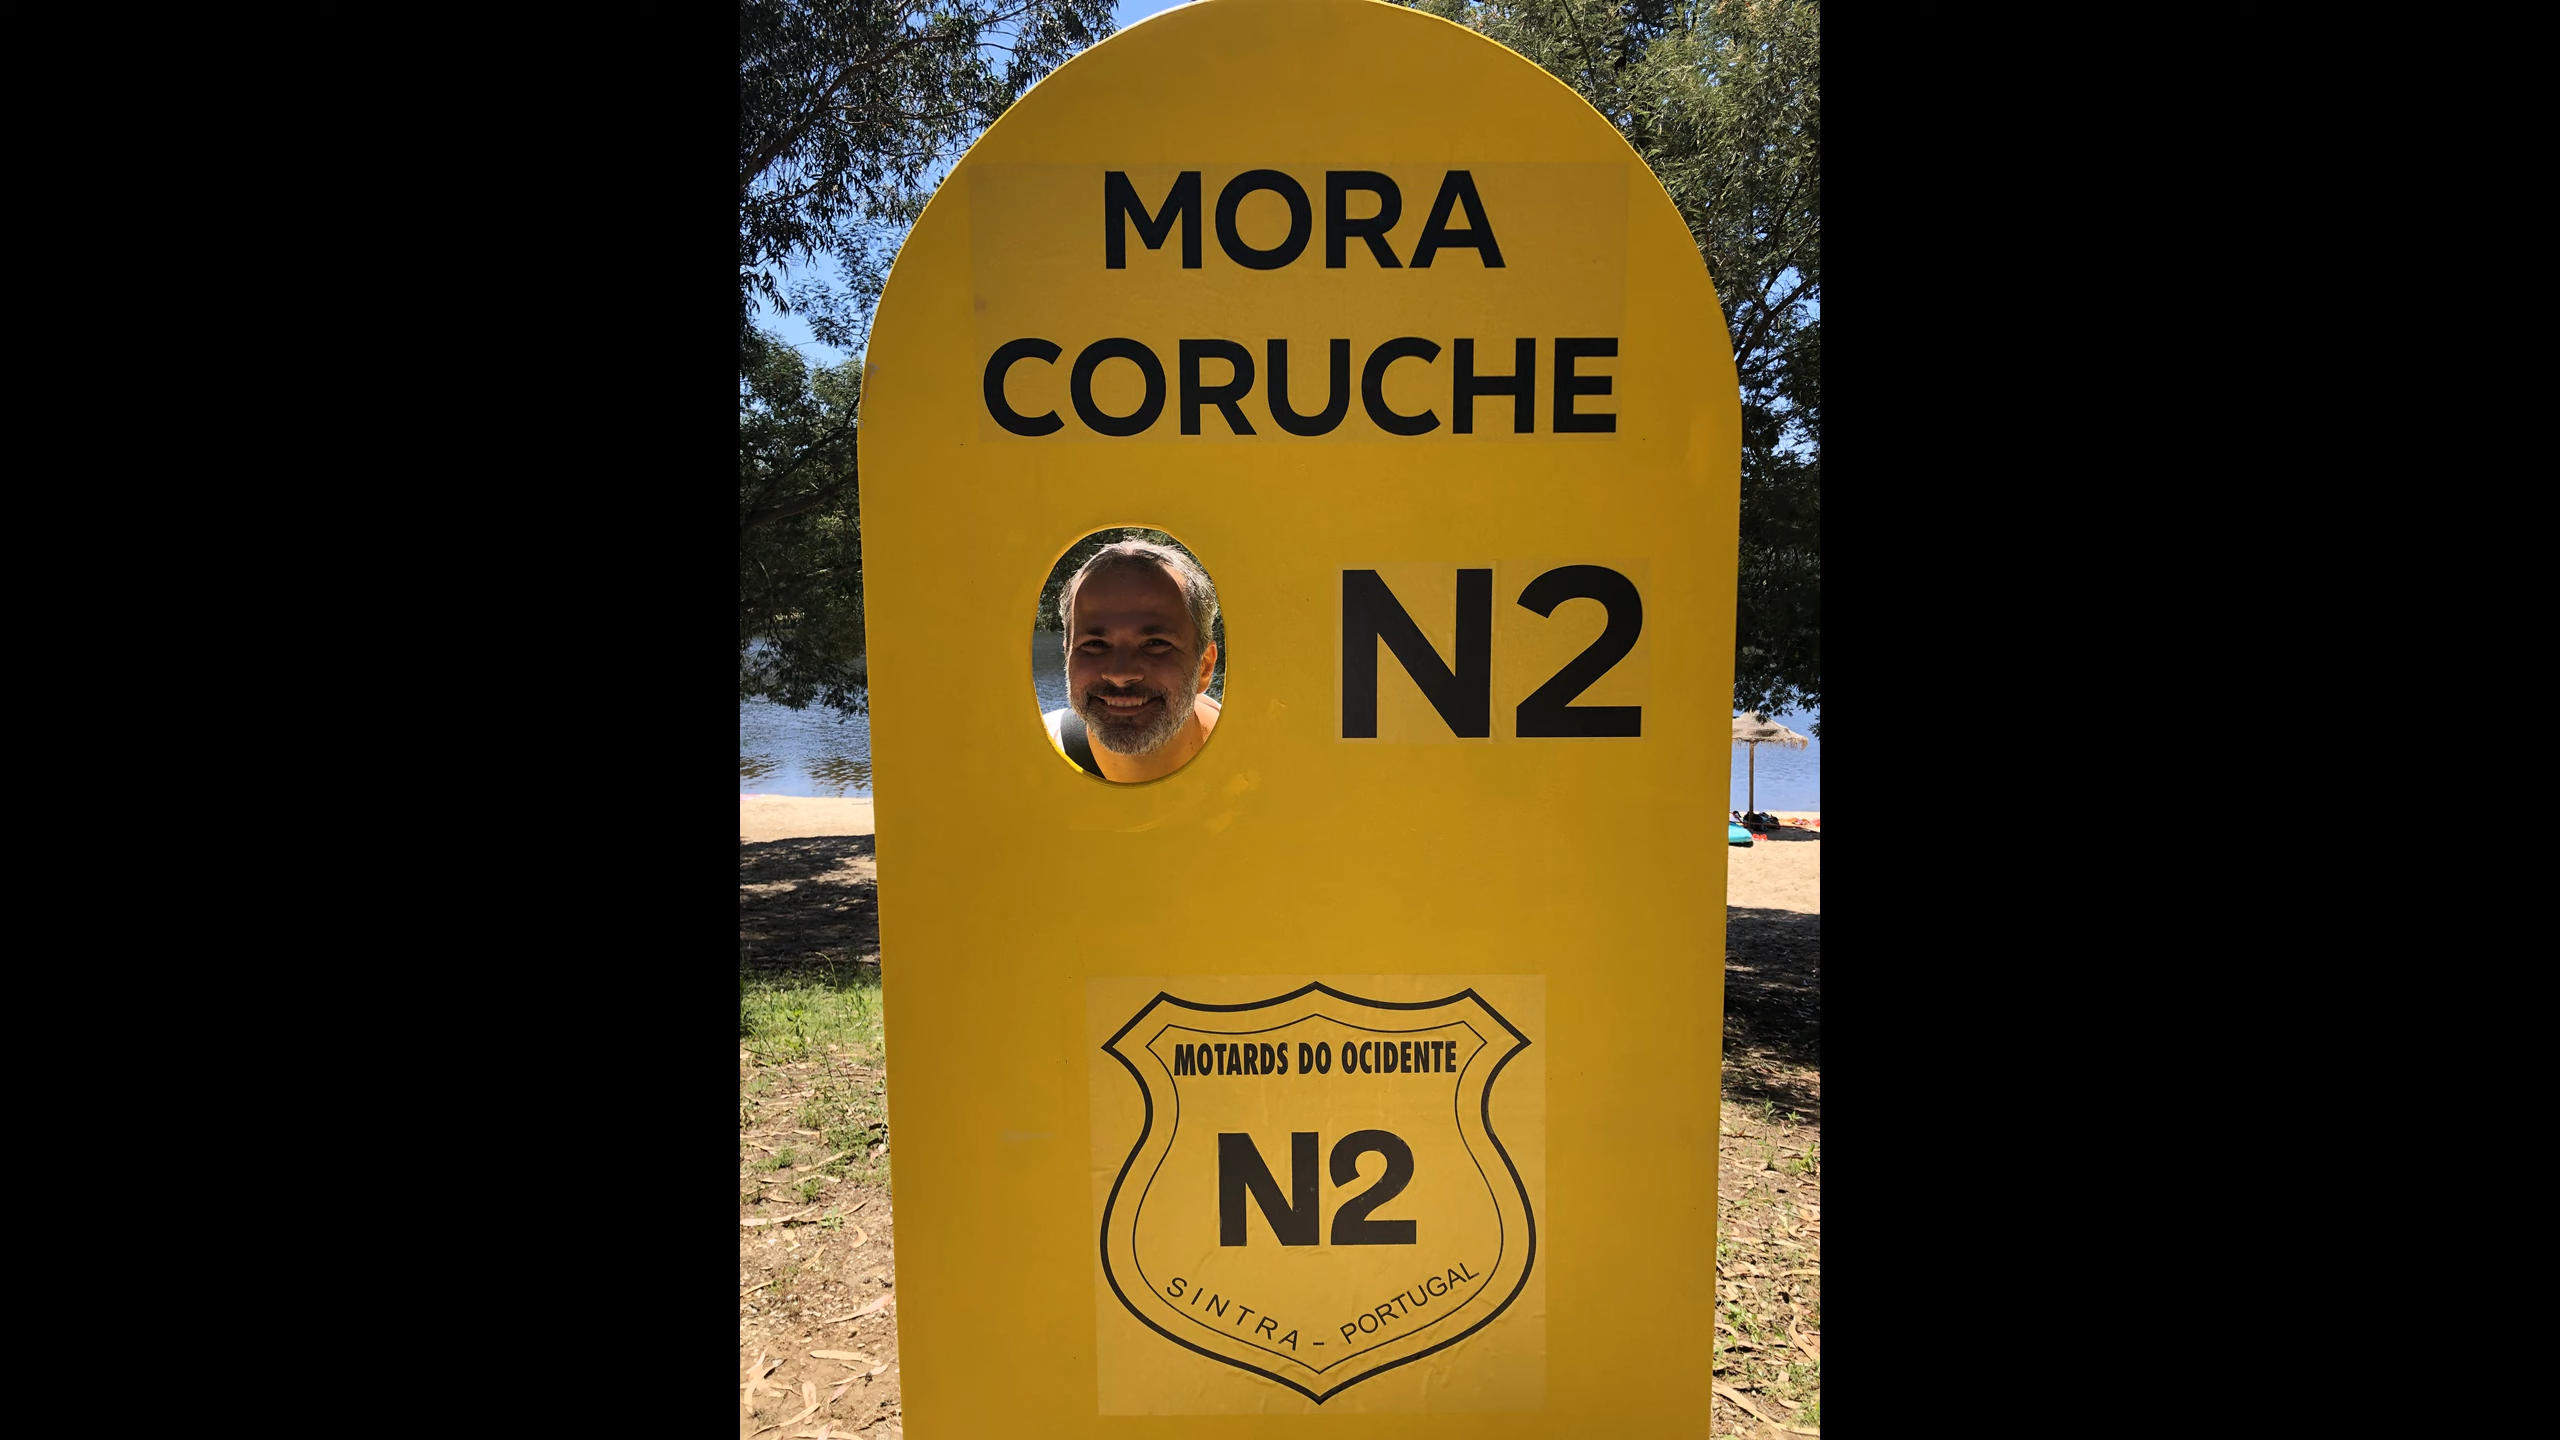 MORA
CORUCHE
N2
MOTARDS DO OCIDENTE
N2
SINTRA - PORTUGAL